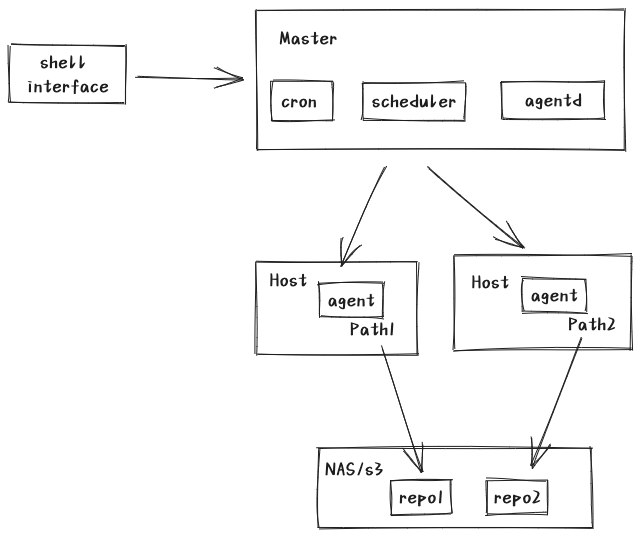 shell
interface
Master
cron
scheduler
agentd
Host
agent
Path1
Host
agent
Path2
NAS/s3
repo1
repo2